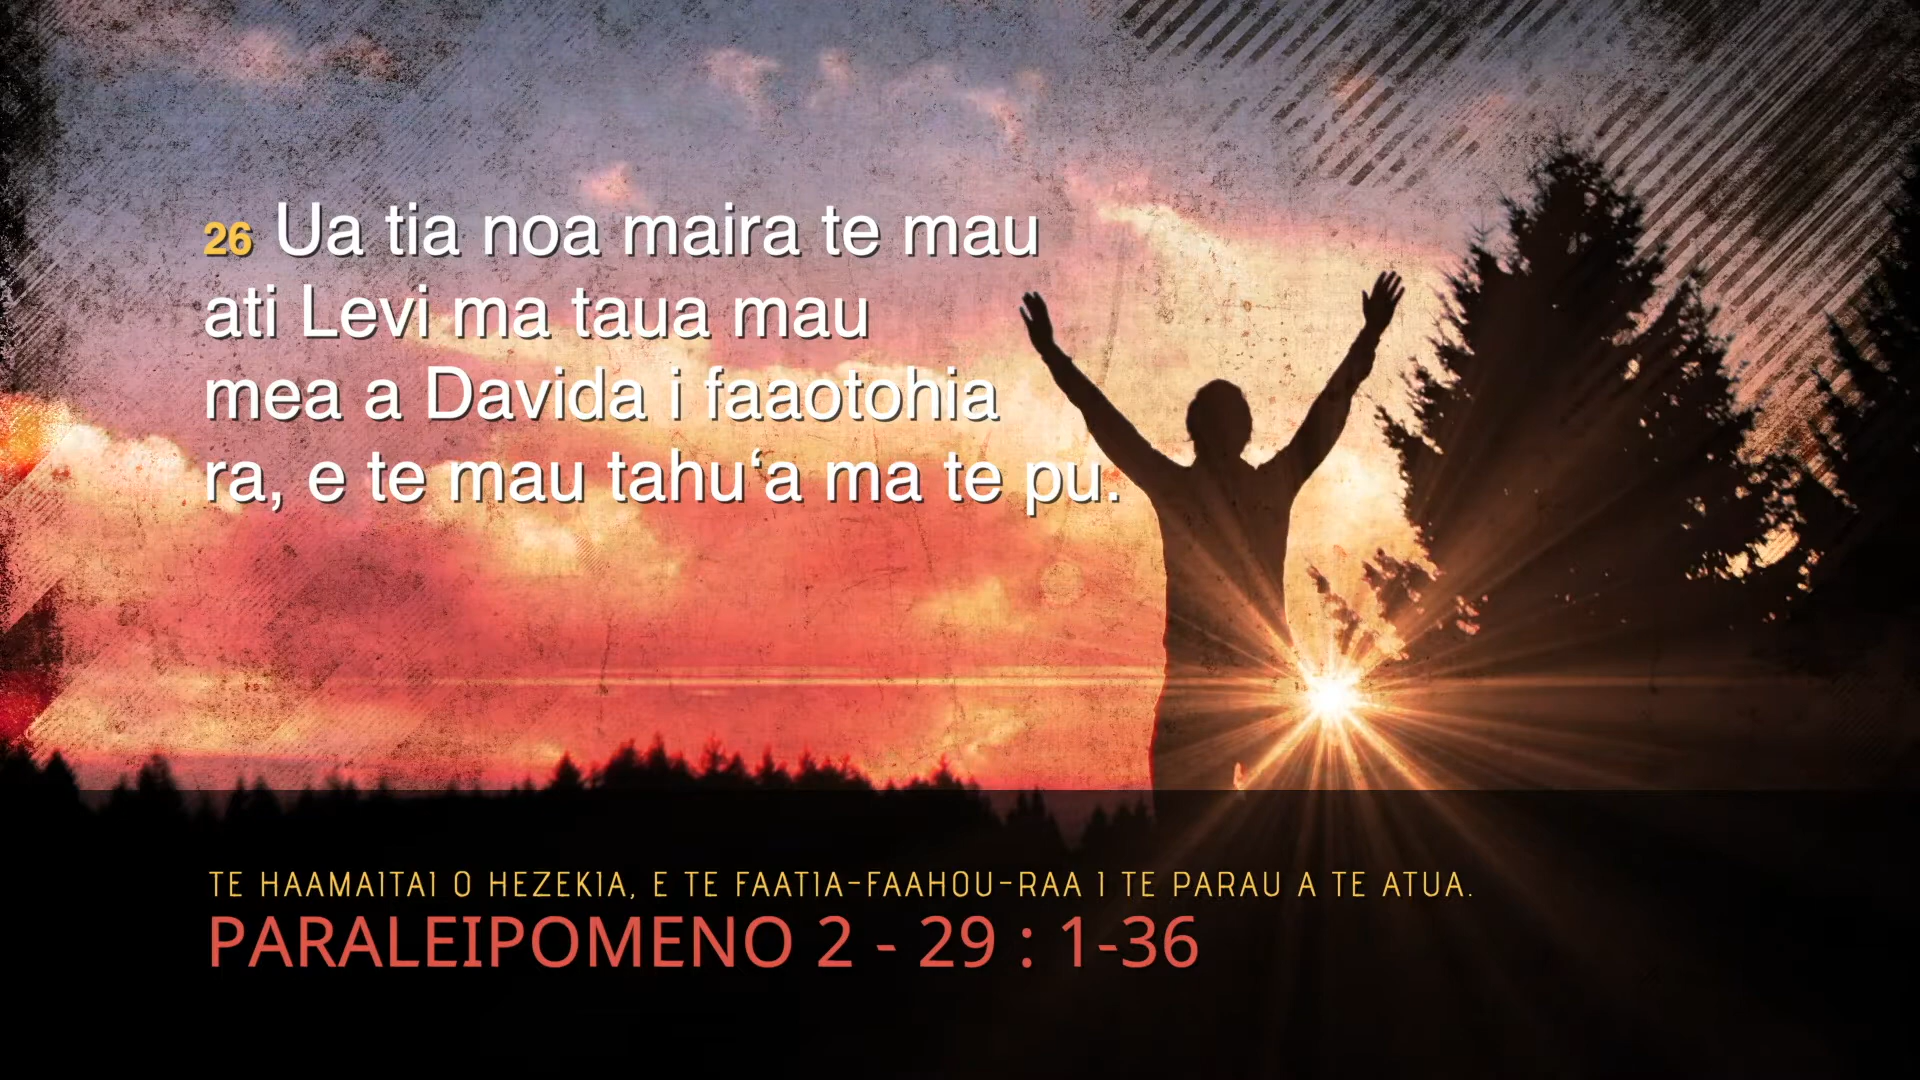 26 Ua tia noa maira te mau
ati Levi ma taua mau
mea a Davida i faaotohia
ra, e te mau tahu‘a ma te pu.
TE HAAMAITAI O HEZEKIA, E TE FAATIA-FAAHOU-RAA I TE PARAU A TE ATUA.
PARALEIPOMENO 2 - 29 : 1-36